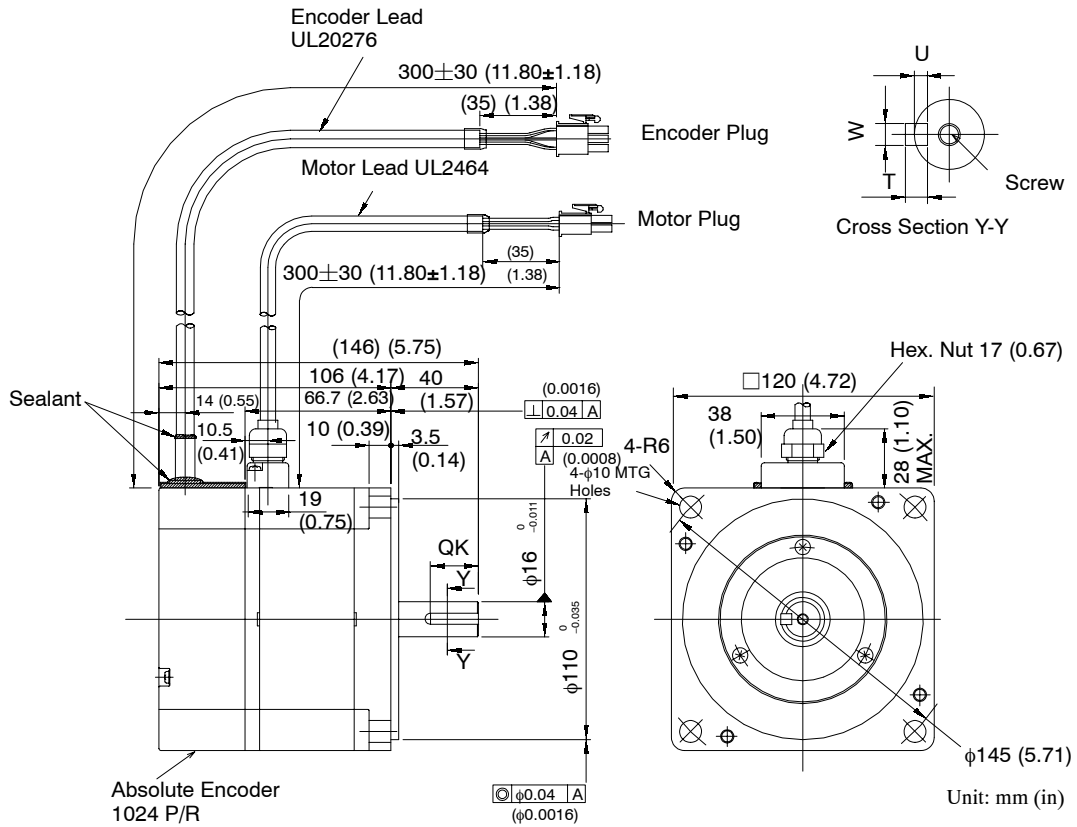 Encoder Lead
UL20276
300±30 (11.80±1.18)
(35) (1.38)
Encoder Plug
Motor Lead UL2464
Motor Plug
(35)
(1.38)
300±30 (11.80±1.18)
U
W
T
Screw
Cross Section Y-Y
(146) (5.75)
106 (4.17)
40
(1.57)
14 (0.55)
66.7 (2.63)
Sealant
10.5
(0.41)
10 (0.39)
3.5
(0.14)
19
(0.75)
(0.0016)
⊥ 0.04 A
↗ 0.02
A
(0.0008)
QK
Y
Y
φ16 0 -0.011
φ110 0 -0.035
◎ φ0.04 A
(φ0.0016)
Absolute Encoder
1024 P/R
Hex. Nut 17 (0.67)
□120 (4.72)
38
(1.50)
28 (1.10)
MAX.
4-R6
4-φ10 MTG
Holes
φ145 (5.71)
Unit: mm (in)